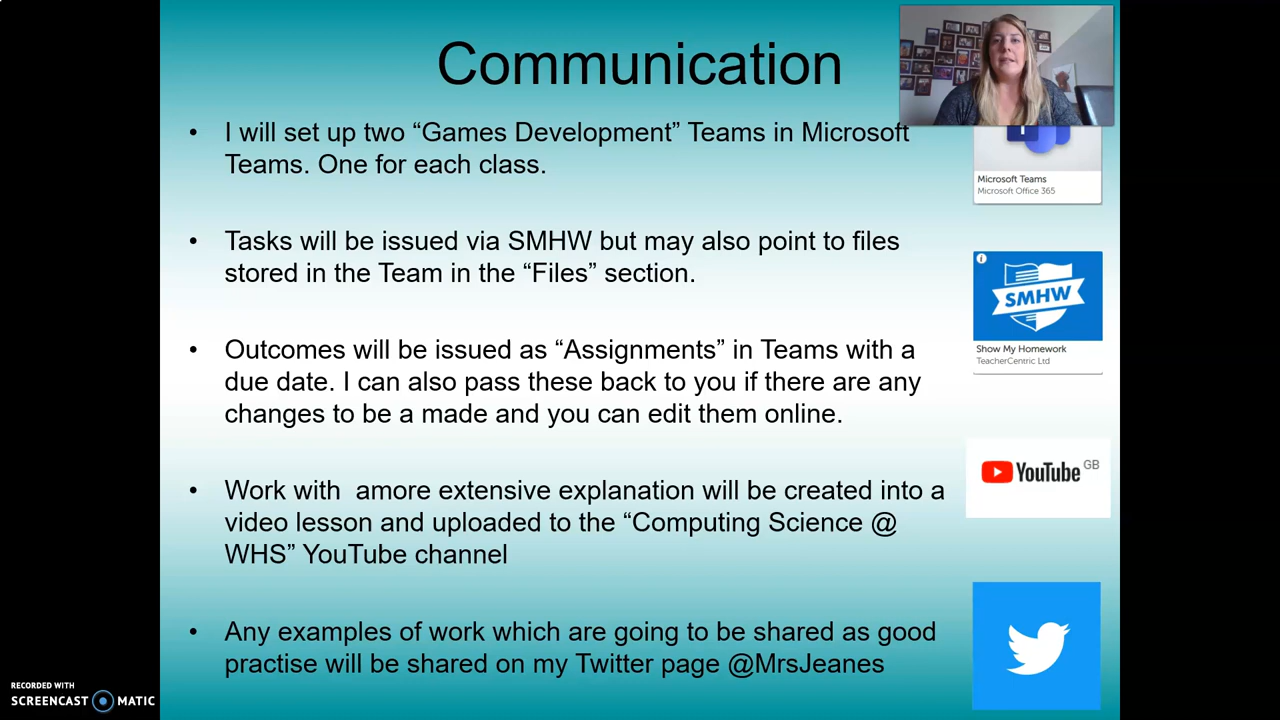 Communication
• I will set up two “Games Development” Teams in Microsoft
Teams. One for each class.
Microsoft Teams
Microsoft Office 365
• Tasks will be issued via SMHW but may also point to files
stored in the Team in the “Files” section.
SMHW
Show My Homework
TeacherCentric Ltd
• Outcomes will be issued as “Assignments” in Teams with a
due date. I can also pass these back to you if there are any
changes to be a made and you can edit them online.
YouTube GB
• Work with  amore extensive explanation will be created into a
video lesson and uploaded to the “Computing Science @
WHS” YouTube channel
• Any examples of work which are going to be shared as good
practise will be shared on my Twitter page @MrsJeanes
RECORDED WITH
SCREENCAST MATIC